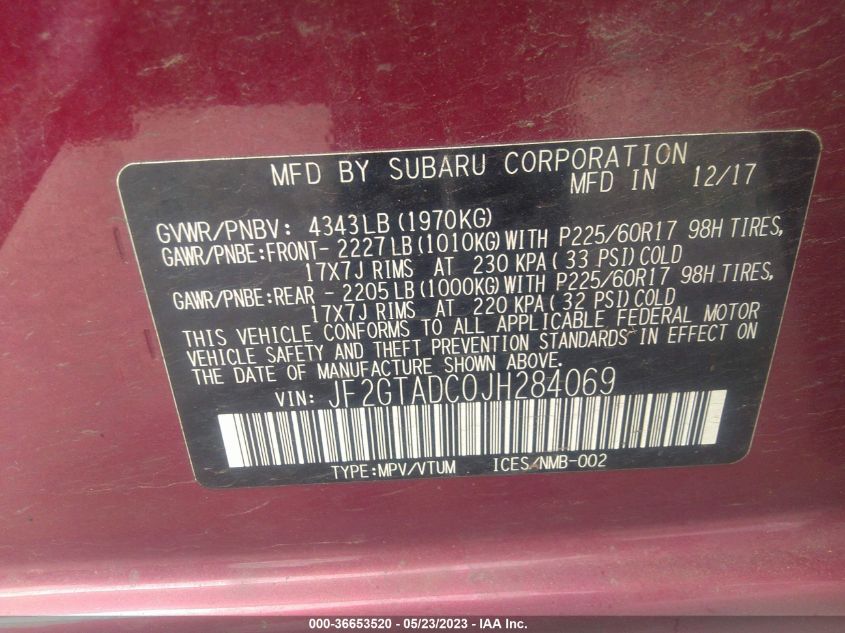 MFD BY SUBARU CORPORATION
MFD IN 12/17
GVWR/PNBV: 4343LB(1970KG)
GAWR/PNBE:FRONT- 2227LB(1010KG)WITH P225/60R17 98H TIRES,
17X7J RIMS AT 230 KPA(33 PSI)COLD
GAWR/PNBE:REAR - 2205LB(1000KG)WITH P225/60R17 98H TIRES,
17X7J RIMS AT 220 KPA(32 PSI)COLD
THIS VEHICLE CONFORMS TO ALL APPLICABLE FEDERAL MOTOR
VEHICLE SAFETY AND THEFT PREVENTION STANDARDS IN EFFECT ON
THE DATE OF MANUFACTURE SHOWN ABOVE.
VIN: JF2GTADC0JH284069
TYPE:MPV/VTUM ICES/NMB-002
000-36653520 / 05/23/2023 - IAA Inc.